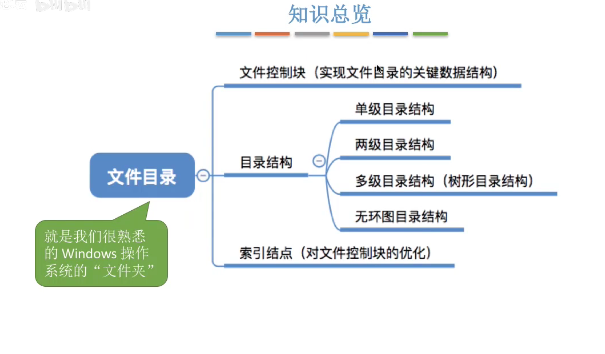 知识总览
文件控制块（实现文件目录的关键数据结构）
单级目录结构
两级目录结构
目录结构
多级目录结构（树形目录结构）
文件目录
无环图目录结构
就是我们很熟悉
的 Windows 操作
系统的“文件夹”
索引结点（对文件控制块的优化）